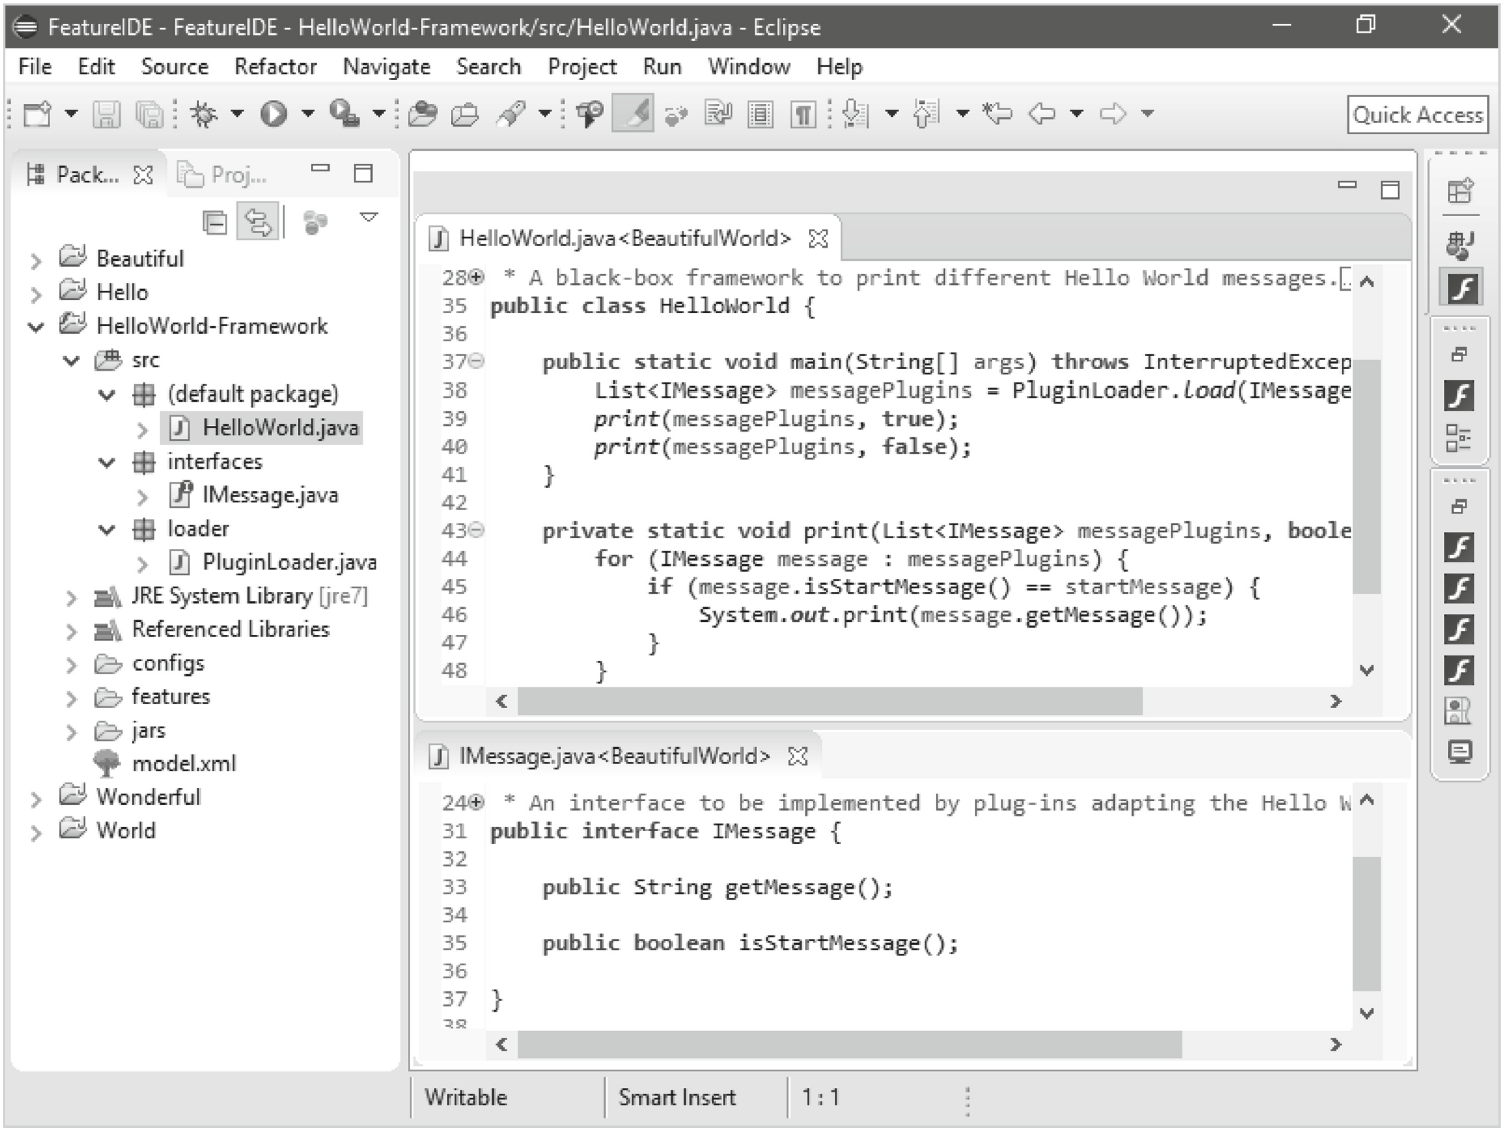 FeatureIDE - FeatureIDE - HelloWorld-Framework/src/HelloWorld.java - Eclipse
File Edit Source Refactor Navigate Search Project Run Window Help
Quick Access
Pack... Proj...
Beautiful
Hello
HelloWorld-Framework
src
(default package)
HelloWorld.java
interfaces
IMessage.java
loader
PluginLoader.java
JRE System Library [jre7]
Referenced Libraries
configs
features
jars
model.xml
Wonderful
World
HelloWorld.java<BeautifulWorld>
28 * A black-box framework to print different Hello World messages.
35 public class HelloWorld {
36
37 public static void main(String[] args) throws InterruptedExcep
38 List<IMessage> messagePlugins = PluginLoader.load(IMessage
39 print(messagePlugins, true);
40 print(messagePlugins, false);
41 }
42
43 private static void print(List<IMessage> messagePlugins, boole
44 for (IMessage message : messagePlugins) {
45 if (message.isStartMessage() == startMessage) {
46 System.out.print(message.getMessage());
47 }
48 }
IMessage.java<BeautifulWorld>
24 * An interface to be implemented by plug-ins adapting the Hello W
31 public interface IMessage {
32
33 public String getMessage();
34
35 public boolean isStartMessage();
36
37 }
38
Writable Smart Insert 1 : 1